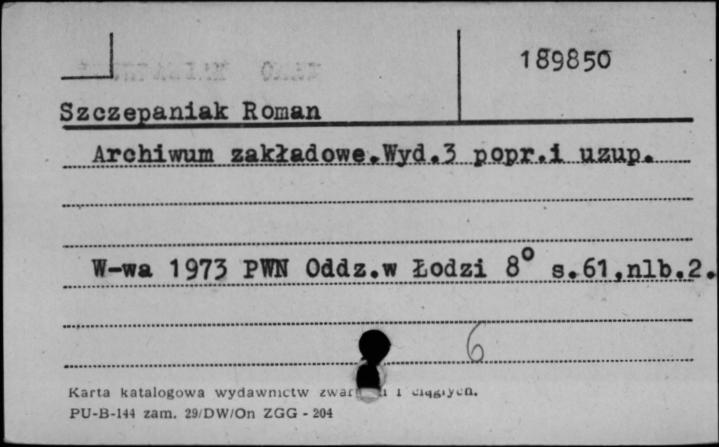 189850
Szczepaniak Roman
Archiwum zakładowe.Wyd.3 popr.i uzup.
W-wa 1973 PWN Oddz.w Łodzi 8° s.61,nlb.2.
6
Karta katalogowa wydawnictw i ciągłych.
PU-B-144 zam. 29/DW/On ZGG - 204